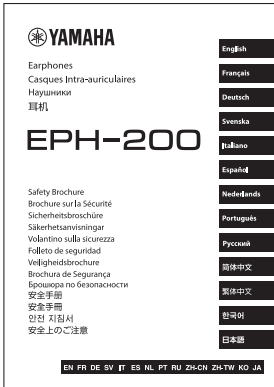 YAMAHA
Earphones
Casques Intra-auriculaires
Наушники
耳机
EPH-200
Safety Brochure
Brochure sur la Sécurité
Sicherheitsbroschüre
Säkerhetsanvisningar
Volantino sulla sicurezza
Folleto de seguridad
Veiligheidsbrochure
Brochura de Segurança
Брошюра по безопасности
安全手册
安全手冊
안전 지침서
安全上のご注意
English
Français
Deutsch
Svenska
Italiano
Español
Nederlands
Português
Русский
简体中文
繁体中文
한국어
日本語
EN FR DE SV IT ES NL PT RU ZH-CN ZH-TW KO JA